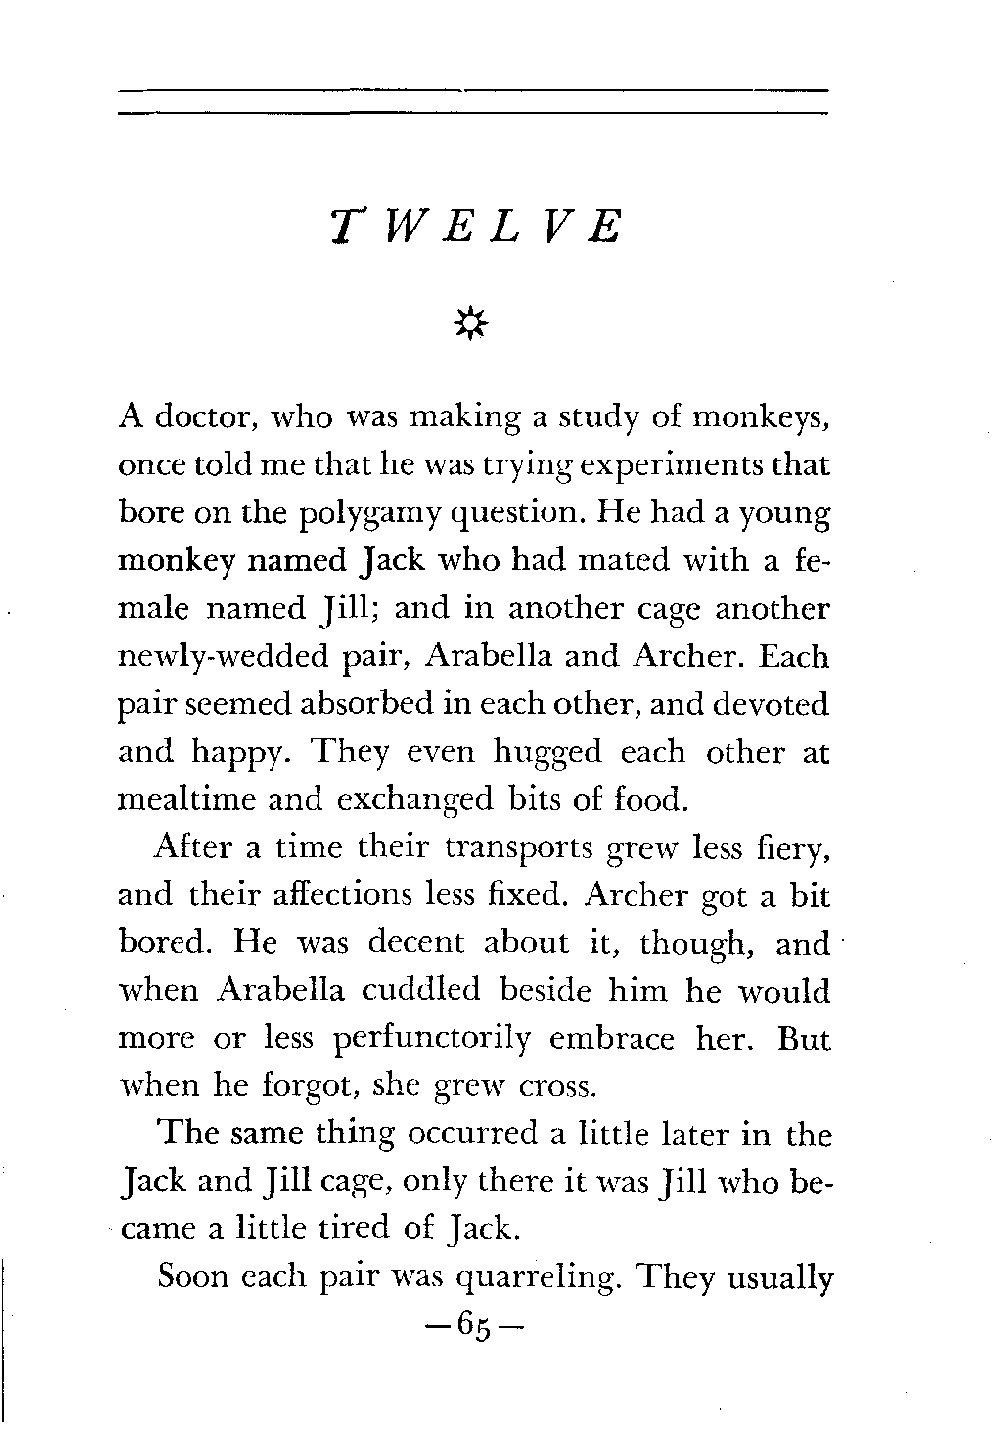 TWELVE
A doctor, who was making a study of monkeys,
once told me that he was trying experiments that
bore on the polygamy question. He had a young
monkey named Jack who had mated with a fe-
male named Jill; and in another cage another
newly-wedded pair, Arabella and Archer. Each
pair seemed absorbed in each other, and devoted
and happy. They even hugged each other at
mealtime and exchanged bits of food.
After a time their transports grew less fiery,
and their affections less fixed. Archer got a bit
bored. He was decent about it, though, and
when Arabella cuddled beside him he would
more or less perfunctorily embrace her. But
when he forgot, she grew cross.
The same thing occurred a little later in the
Jack and Jill cage, only there it was Jill who be-
came a little tired of Jack.
Soon each pair was quarreling. They usually
—65—